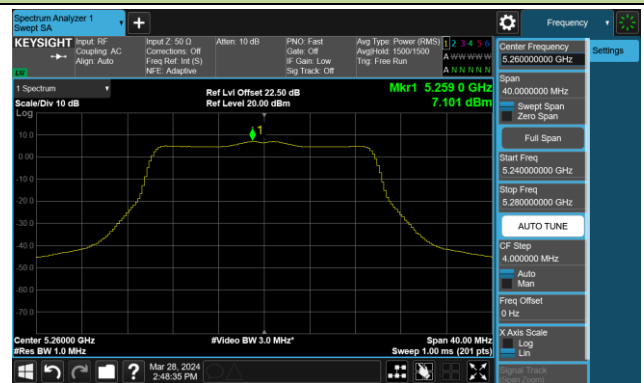 Spectrum Analyzer 1
Swept SA
+
Frequency
KEYSIGHT
Input: RF
Coupling: AC
Align: Auto
Input Z: 50 Ω
Corrections: Off
Freq Ref: Int (S)
NFE: Adaptive
Atten: 10 dB
PNO: Fast
Gate: Off
IF Gain: Low
Sig Track: Off
Avg Type: Power (RMS)
Avg|Hold: 1500/1500
Trig: Free Run
1 2 3 4 5 6
A W W W W W
A N N N N N
LXI
1 Spectrum
Scale/Div 10 dB
Log
Ref Lvl Offset 22.50 dB
Ref Level 20.00 dBm
Mkr1 5.259 0 GHz
7.101 dBm
1
10.0
0.00
-10.0
-20.0
-30.0
-40.0
-50.0
-60.0
-70.0
Center 5.26000 GHz
#Res BW 1.0 MHz
#Video BW 3.0 MHz*
Span 40.00 MHz
Sweep 1.00 ms (201 pts)
Center Frequency
5.260000000 GHz
Settings
Span
40.0000000 MHz
Swept Span
Zero Span
Full Span
Start Freq
5.240000000 GHz
Stop Freq
5.280000000 GHz
AUTO TUNE
CF Step
4.000000 MHz
Auto
Man
Freq Offset
0 Hz
X Axis Scale
Log
Lin
Signal Track
(Span Zoom)
?
Mar 28, 2024
2:48:35 PM